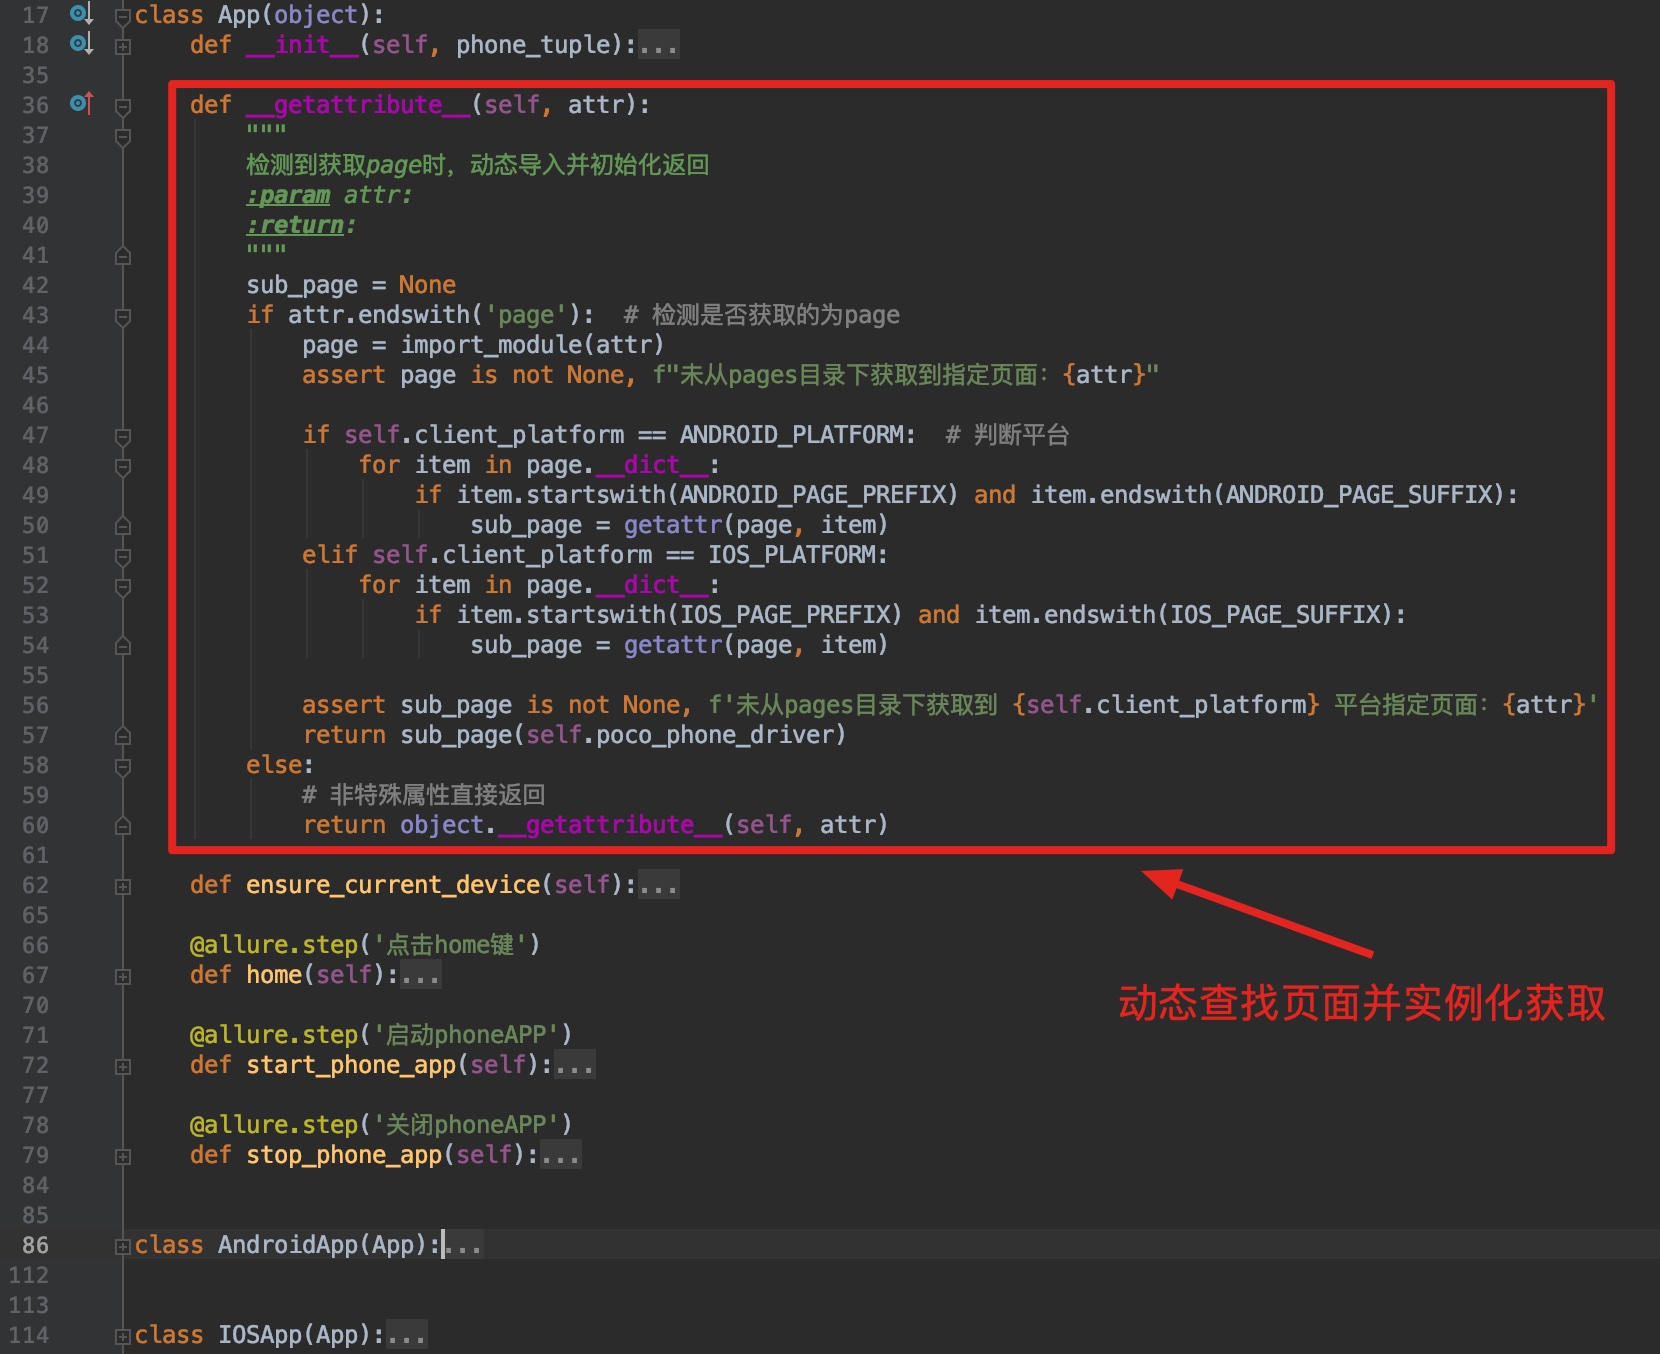 17 class App(object):
18 def __init__(self, phone_tuple):...
35
36 def __getattribute__(self, attr):
37 """
38 检测到获取page时，动态导入并初始化返回
39 :param attr:
40 :return:
41 """
42 sub_page = None
43 if attr.endswith('page'):  # 检测是否获取的为page
44 page = import_module(attr)
45 assert page is not None, f"未从pages目录下获取到指定页面：{attr}"
46
47 if self.client_platform == ANDROID_PLATFORM:  # 判断平台
48 for item in page.__dict__:
49 if item.startswith(ANDROID_PAGE_PREFIX) and item.endswith(ANDROID_PAGE_SUFFIX):
50 sub_page = getattr(page, item)
51 elif self.client_platform == IOS_PLATFORM:
52 for item in page.__dict__:
53 if item.startswith(IOS_PAGE_PREFIX) and item.endswith(IOS_PAGE_SUFFIX):
54 sub_page = getattr(page, item)
55
56 assert sub_page is not None, f'未从pages目录下获取到 {self.client_platform} 平台指定页面：{attr}'
57 return sub_page(self.poco_phone_driver)
58 else:
59 # 非特殊属性直接返回
60 return object.__getattribute__(self, attr)
61
62 def ensure_current_device(self):...
65
66 @allure.step('点击home键')
67 def home(self):...
70
动态查找页面并实例化获取
71 @allure.step('启动phoneAPP')
72 def start_phone_app(self):...
77
78 @allure.step('关闭phoneAPP')
79 def stop_phone_app(self):...
84
85
86 class AndroidApp(App):...
112
113
114 class IOSApp(App):...